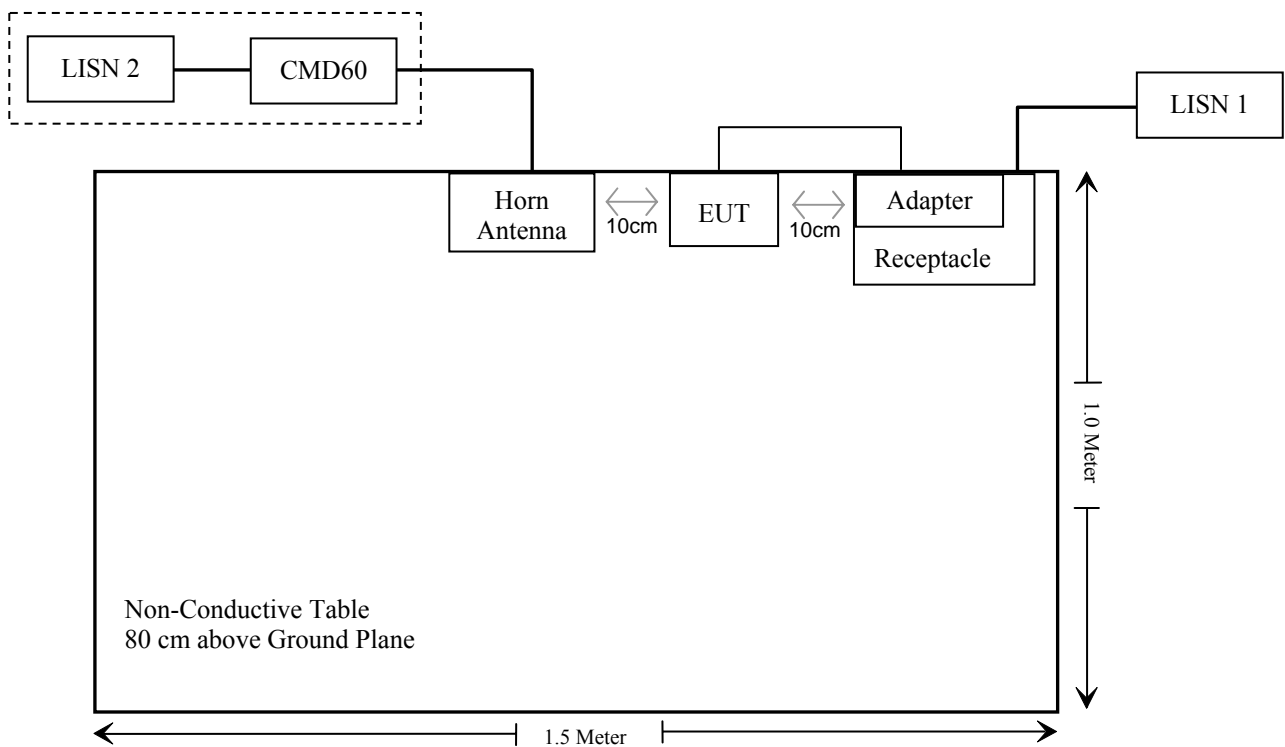 LISN 2
CMD60
LISN 1
Horn
Antenna
10cm
EUT
10cm
Adapter
Receptacle
1.0 Meter
Non-Conductive Table
80 cm above Ground Plane
1.5 Meter